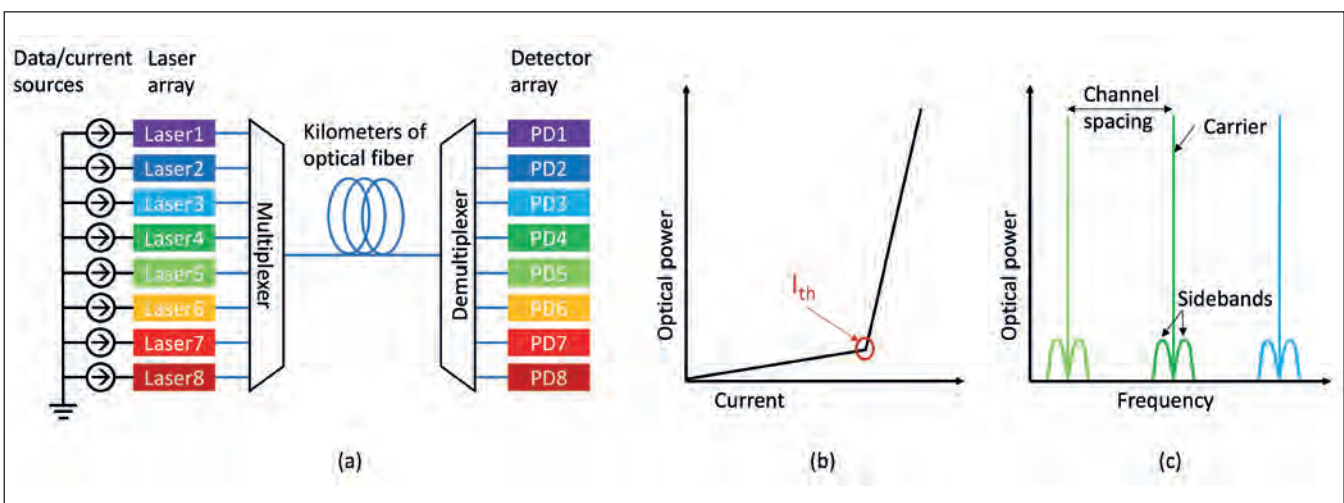 Data/current
sources
Laser
array
Detector
array
Laser1
Laser2
Laser3
Laser4
Laser5
Laser6
Laser7
Laser8
Multiplexer
Kilometers of
optical fiber
Demultiplexer
PD1
PD2
PD3
PD4
PD5
PD6
PD7
PD8
(a)
Optical power
Ith
Current
(b)
Optical power
Channel
spacing
Carrier
Sidebands
Frequency
(c)